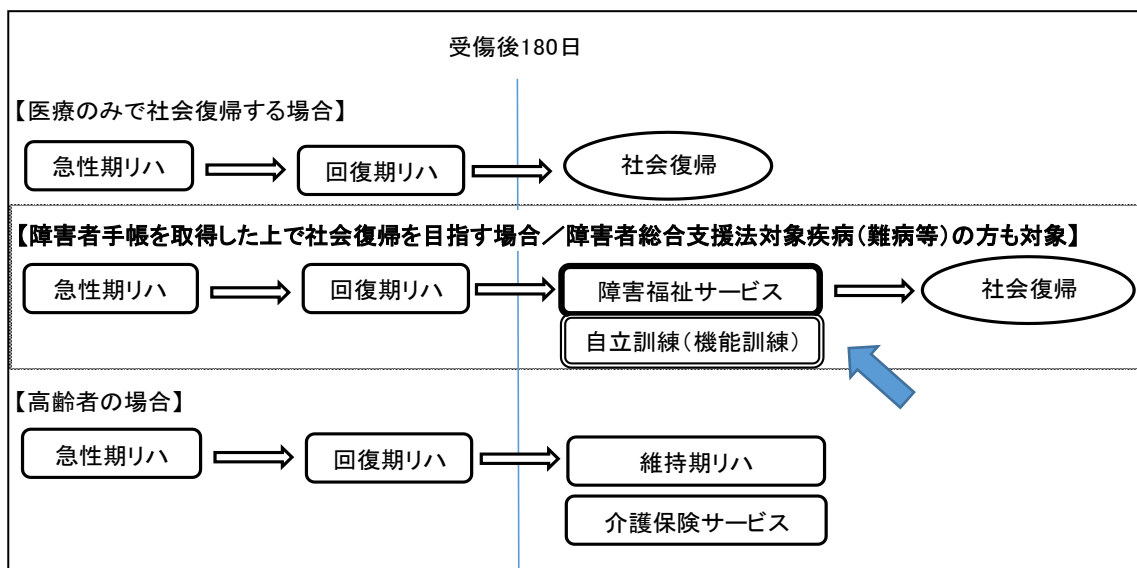 受傷後180日
【医療のみで社会復帰する場合】
急性期リハ
回復期リハ
社会復帰
【障害者手帳を取得した上で社会復帰を目指す場合／障害者総合支援法対象疾病（難病等）の方も対象】
急性期リハ
回復期リハ
障害福祉サービス
社会復帰
自立訓練（機能訓練）
【高齢者の場合】
急性期リハ
回復期リハ
維持期リハ
介護保険サービス